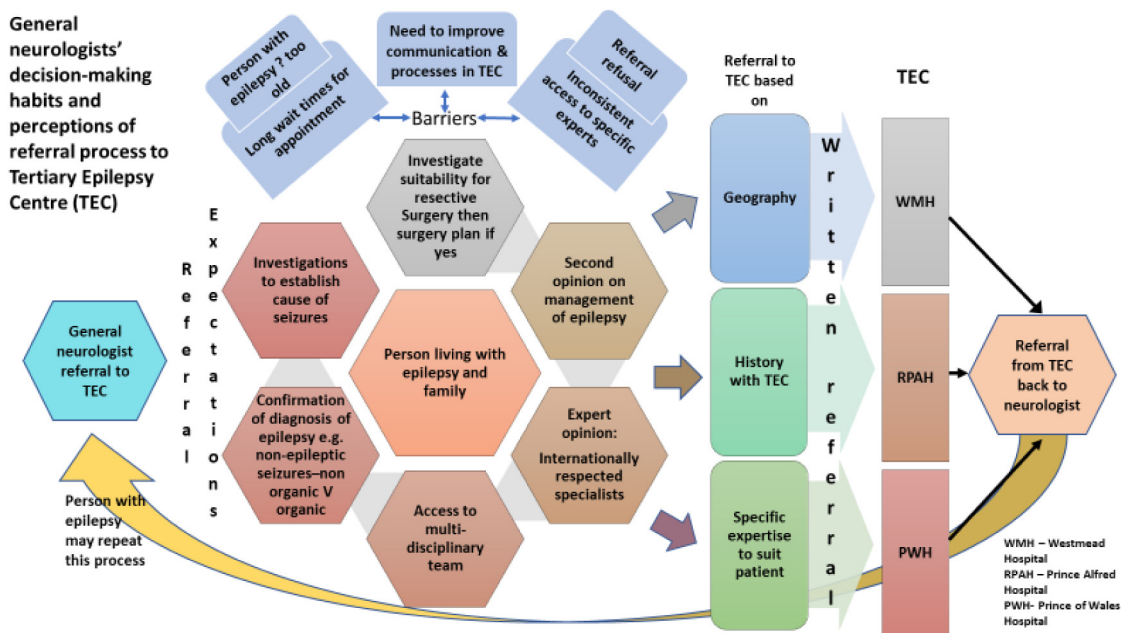 General
neurologists'
decision-making
habits and
perceptions of
referral process to
Tertiary Epilepsy
Centre (TEC)
Person with
epilepsy ? too
old
Long wait times for
appointment
Need to improve
communication &
processes in TEC
Referral
refusal
Inconsistent
access to specific
experts
Barriers
Referral to
TEC based
on
TEC
General
neurologist
referral to
TEC
Referral
Expectations
Investigate
suitability for
resective
Surgery then
surgery plan if
yes
Investigations
to establish
cause of
seizures
Second
opinion on
management
of epilepsy
Person living with
epilepsy and
family
Confirmation
of diagnosis of
epilepsy e.g.
non-epileptic
seizures–non
organic V
organic
Expert
opinion:
Internationally
respected
specialists
Access to
multi-
disciplinary
team
Geography
History
with TEC
Specific
expertise
to suit
patient
Written referral
WMH
RPAH
PWH
Referral
from TEC
back to
neurologist
Person with
epilepsy
may repeat
this process
WMH – Westmead
Hospital
RPAH – Prince Alfred
Hospital
PWH- Prince of Wales
Hospital